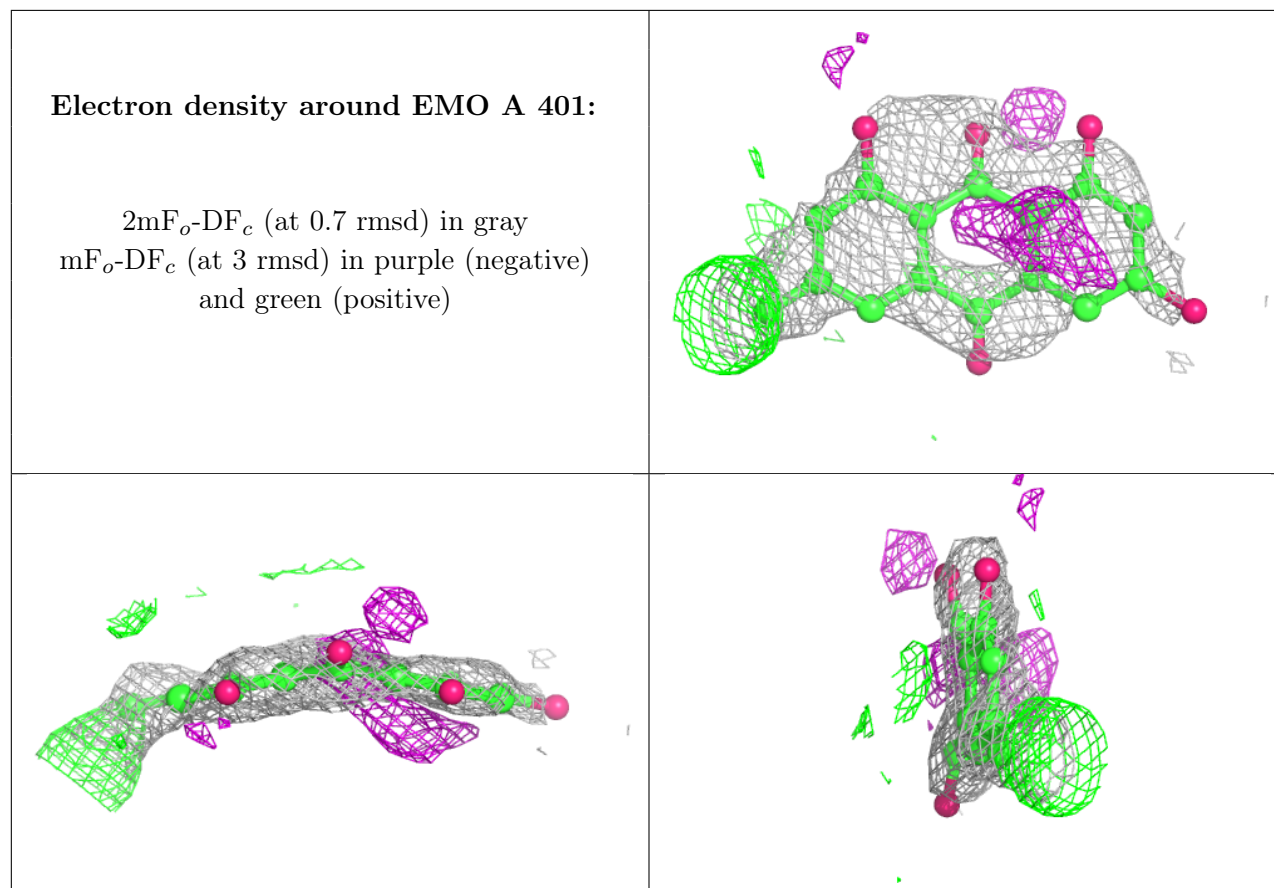 Electron density around EMO A 401:
2mFo-DFc (at 0.7 rmsd) in gray
mFo-DFc (at 3 rmsd) in purple (negative)
and green (positive)